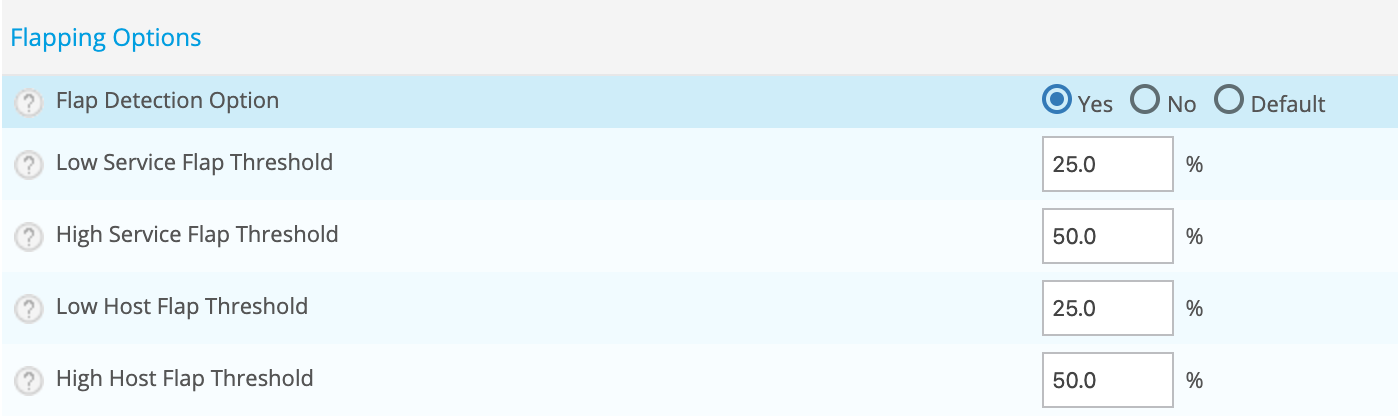 Flapping Options
? Flap Detection Option Yes No Default
? Low Service Flap Threshold 25.0 %
? High Service Flap Threshold 50.0 %
? Low Host Flap Threshold 25.0 %
? High Host Flap Threshold 50.0 %